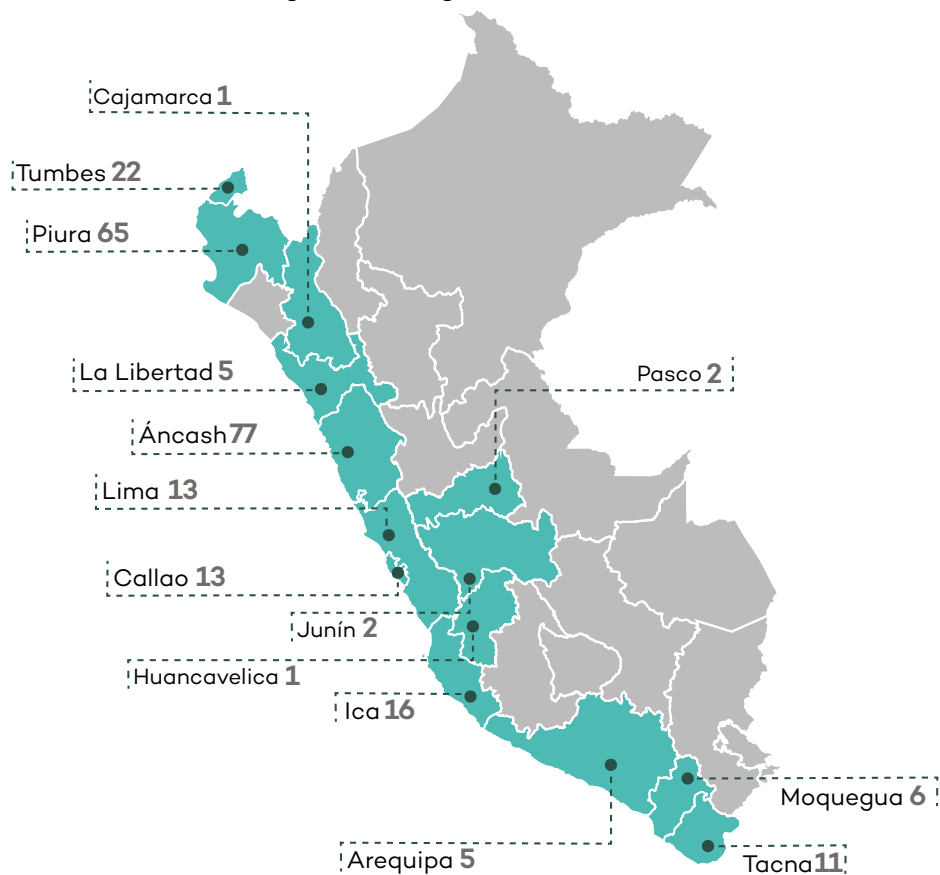 Cajamarca 1
Tumbes 22
Piura 65
La Libertad 5
Pasco 2
Áncash 77
Lima 13
Callao 13
Junín 2
Huancavelica 1
Ica 16
Moquegua 6
Arequipa 5
Tacna 11